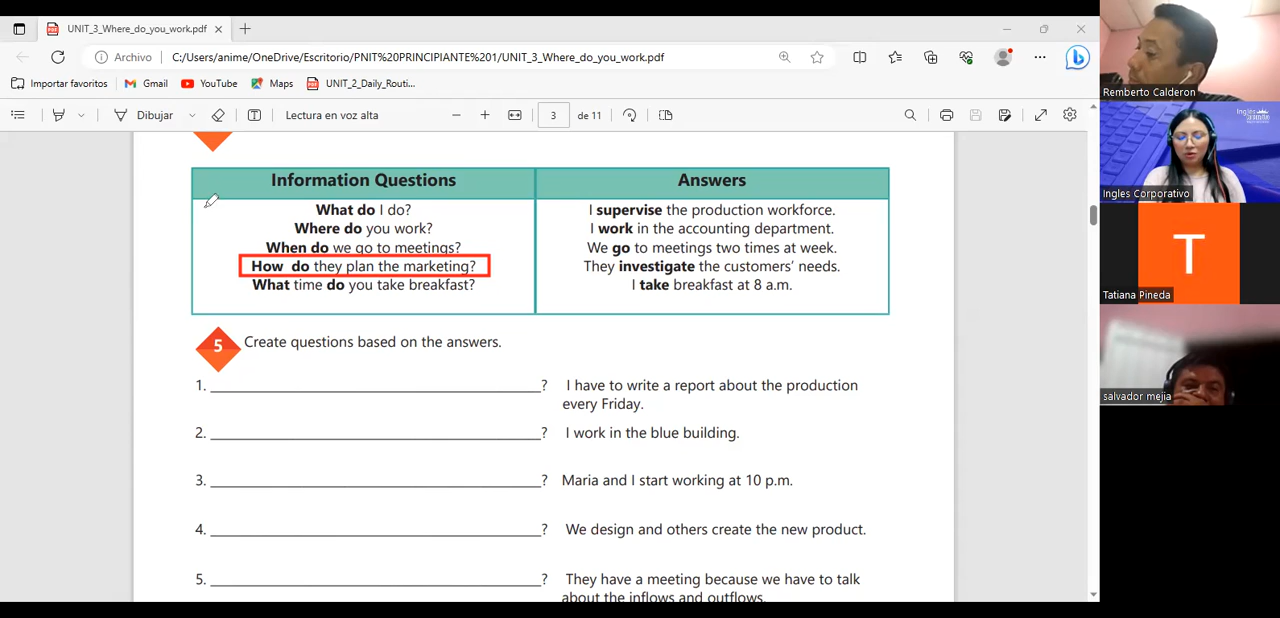 UNIT_3_Where_do_you_work.pdf
Archivo C:/Users/anime/OneDrive/Escritorio/PNIT%20PRINCIPIANTE%201/UNIT_3_Where_do_you_work.pdf
Importar favoritos Gmail YouTube Maps UNIT_2_Daily_Routi...
Dibujar Lectura en voz alta 3 de 11
Information Questions Answers
What do I do? I supervise the production workforce.
Where do you work? I work in the accounting department.
When do we go to meetings? We go to meetings two times at week.
How do they plan the marketing? They investigate the customers' needs.
What time do you take breakfast? I take breakfast at 8 a.m.
5 Create questions based on the answers.
1. ____________________? I have to write a report about the production
every Friday.
2. ____________________? I work in the blue building.
3. ____________________? Maria and I start working at 10 p.m.
4. ____________________? We design and others create the new product.
5. ____________________? They have a meeting because we have to talk
about the inflows and outflows.
Remberto Calderon
Ingles Corporativo
T
Tatiana Pineda
salvador mejia